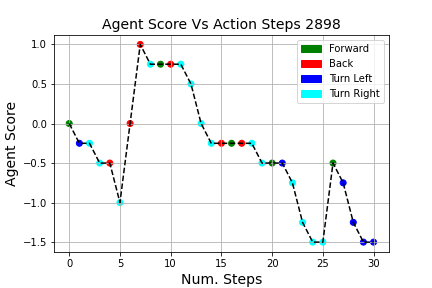 Agent Score Vs Action Steps 2898
Agent Score
1.0
0.5
0.0
−0.5
−1.0
−1.5
Forward
Back
Turn Left
Turn Right
0 5 10 15 20 25 30
Num. Steps